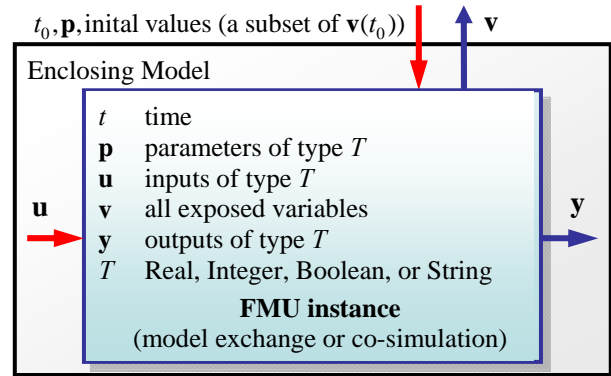 t0, p, inital values (a subset of v(t0)) v
Enclosing Model
t time
p parameters of type T
u inputs of type T
v all exposed variables
y outputs of type T
T Real, Integer, Boolean, or String
FMU instance
(model exchange or co-simulation)
u
y